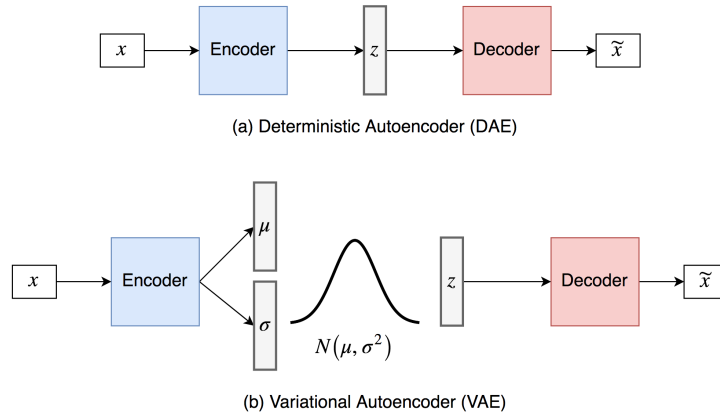 x Encoder z Decoder x̃
(a) Deterministic Autoencoder (DAE)
μ
x Encoder z Decoder x̃
σ
N(μ, σ²)
(b) Variational Autoencoder (VAE)